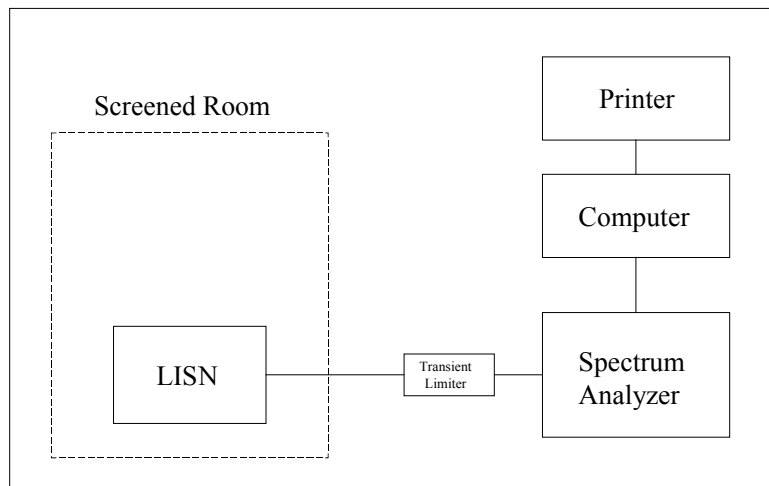 Screened Room
Printer
Computer
LISN
Transient
Limiter
Spectrum
Analyzer